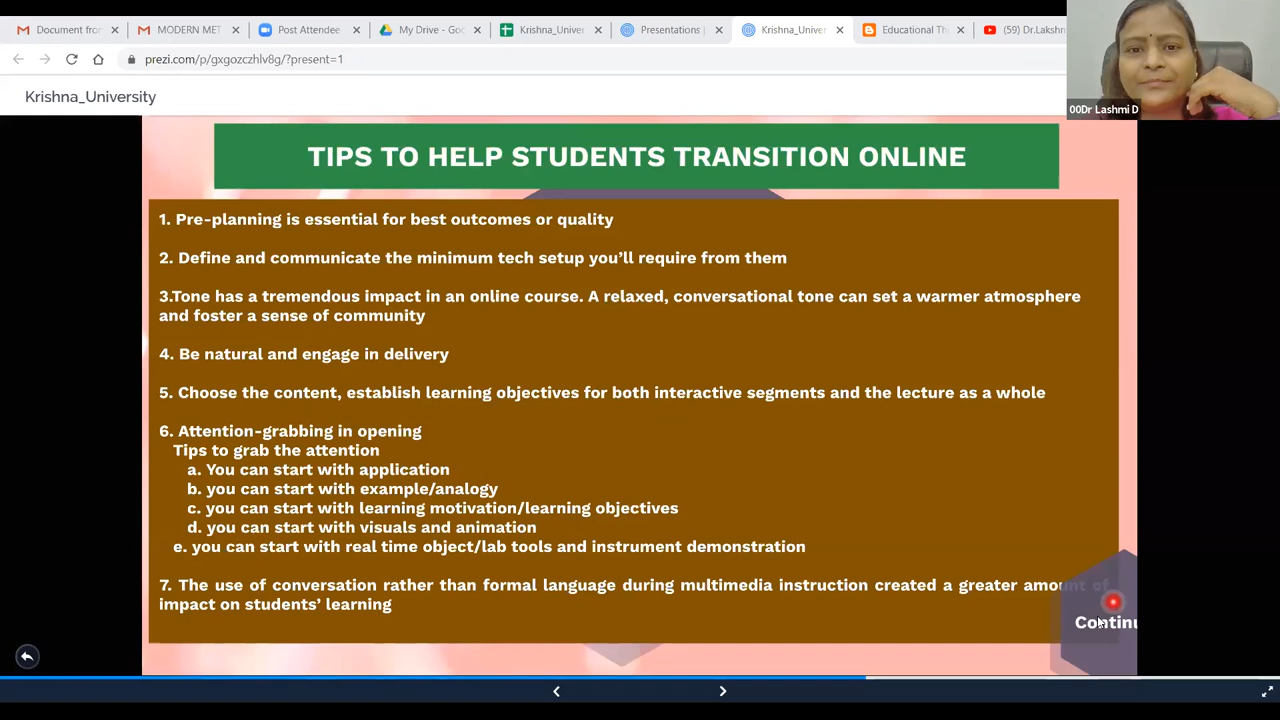 Document from
MODERN MET
Post Attendee
My Drive - Goo
Krishna_Univer
Presentations
Krishna_Univer
Educational Th
(59) Dr.Lakshm
prezi.com/p/gxgozczhlv8g/?present=1
00Dr Lashmi D
Krishna_University
TIPS TO HELP STUDENTS TRANSITION ONLINE
1. Pre-planning is essential for best outcomes or quality
2. Define and communicate the minimum tech setup you'll require from them
3.Tone has a tremendous impact in an online course. A relaxed, conversational tone can set a warmer atmosphere
and foster a sense of community
4. Be natural and engage in delivery
5. Choose the content, establish learning objectives for both interactive segments and the lecture as a whole
6. Attention-grabbing in opening
Tips to grab the attention
a. You can start with application
b. you can start with example/analogy
c. you can start with learning motivation/learning objectives
d. you can start with visuals and animation
e. you can start with real time object/lab tools and instrument demonstration
7. The use of conversation rather than formal language during multimedia instruction created a greater amount of
impact on students' learning
Continu